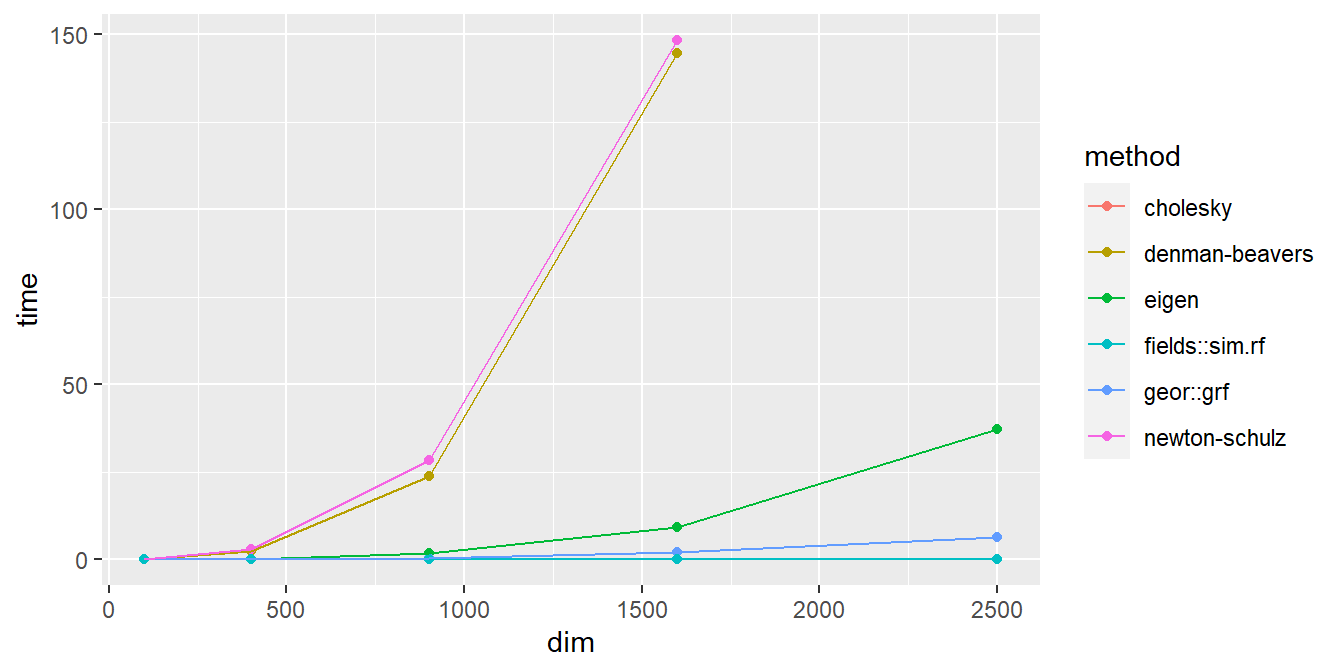 150
100
50
0
time
0
500
1000
1500
2000
2500
dim
method
cholesky
denman-beavers
eigen
fields::sim.rf
geor::grf
newton-schulz